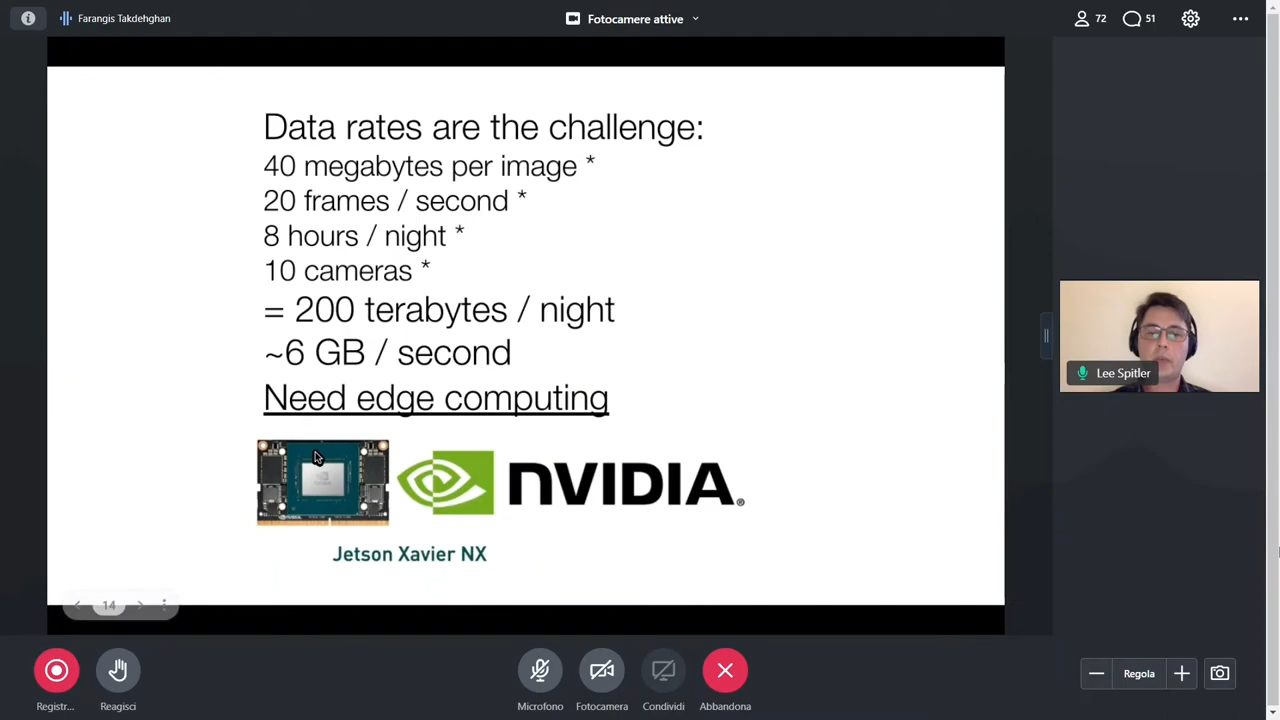 Farangis Takdehghan
Fotocamere attive
72
51
Data rates are the challenge:
40 megabytes per image *
20 frames / second *
8 hours / night *
10 cameras *
= 200 terabytes / night
~6 GB / second
Need edge computing
NVIDIA®
Jetson Xavier NX
Lee Spitler
14
Regola
Registr...
Reagisci
Microfono
Fotocamera
Condividi
Abbandona